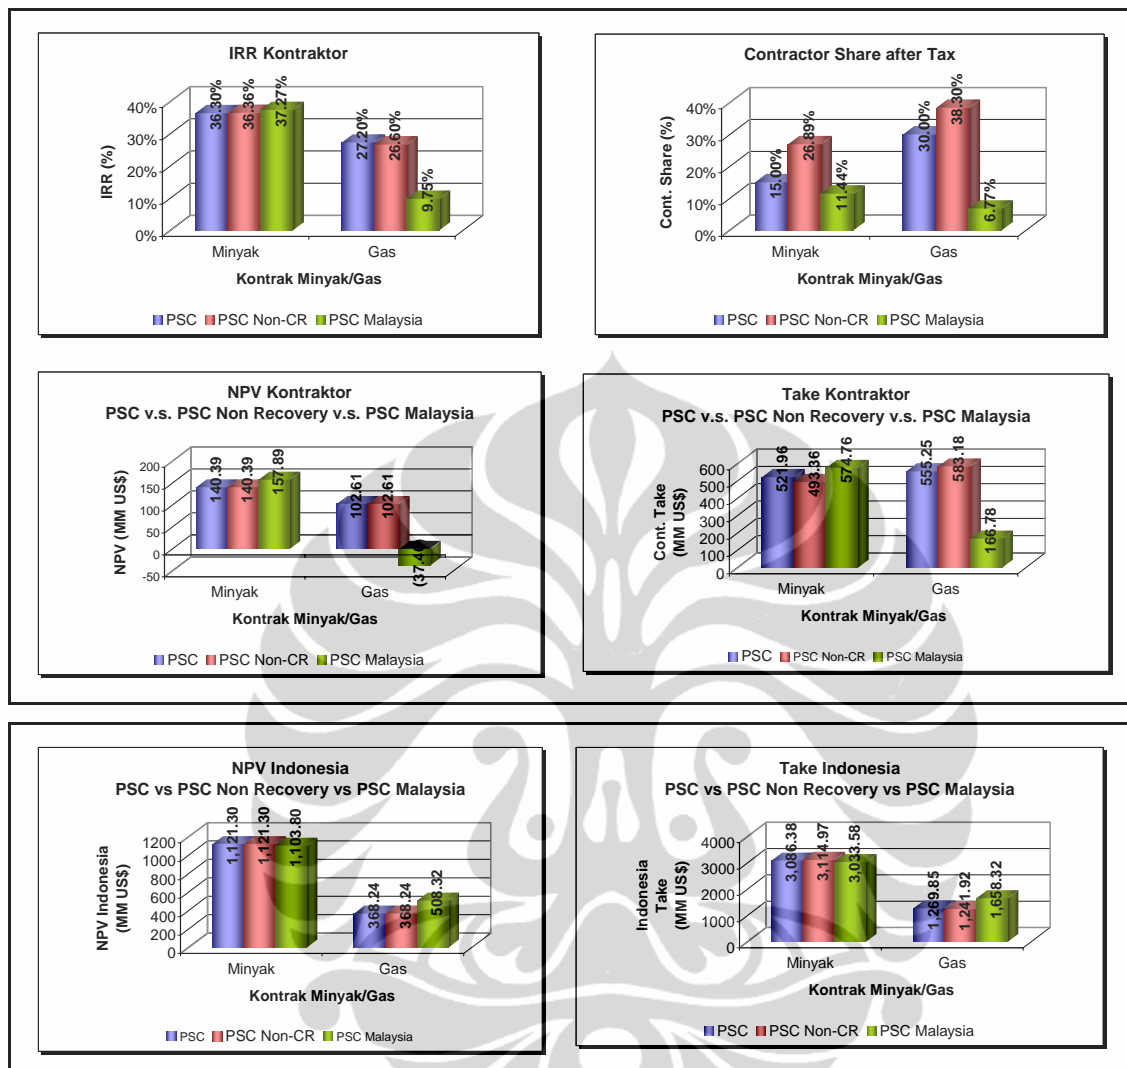 IRR Kontraktor
IRR (%)
40%
30%
20%
10%
0%
36.30%
36.36%
37.27%
27.20%
26.60%
9.75%
Minyak
Gas
Kontrak Minyak/Gas
PSC PSC Non-CR PSC Malaysia
Contractor Share after Tax
Cont. Share (%)
40%
30%
20%
10%
0%
15.00%
26.89%
11.44%
30.00%
38.30%
6.77%
Minyak
Gas
Kontrak Minyak/Gas
PSC PSC Non-CR PSC Malaysia
NPV Kontraktor
PSC v.s. PSC Non Recovery v.s. PSC Malaysia
NPV (MM US$)
200
150
100
50
0
-50
140.39
140.39
157.89
102.61
102.61
Minyak
Gas
Kontrak Minyak/Gas
PSC PSC Non-CR PSC Malaysia
Take Kontraktor
PSC v.s. PSC Non Recovery v.s. PSC Malaysia
Cont. Take
(MM US$)
600
500
400
300
200
100
0
521.96
493.36
574.76
555.25
583.18
166.78
Minyak
Gas
Kontrak Minyak/Gas
PSC PSC Non-CR PSC Malaysia
NPV Indonesia
PSC vs PSC Non Recovery vs PSC Malaysia
NPV Indonesia
(MM US$)
1200
1000
800
600
400
200
0
1,121.30
1,121.30
1,103.80
368.24
368.24
508.32
Minyak
Gas
Kontrak Minyak/Gas
PSC PSC Non-CR PSC Malaysia
Take Indonesia
PSC vs PSC Non Recovery vs PSC Malaysia
Indonesia
Take
(MM US$)
4000
3000
2000
1000
0
3,086.38
3,114.97
3,033.58
1,269.85
1,241.92
1,658.32
Minyak
Gas
Kontrak Minyak/Gas
PSC PSC Non-CR PSC Malaysia